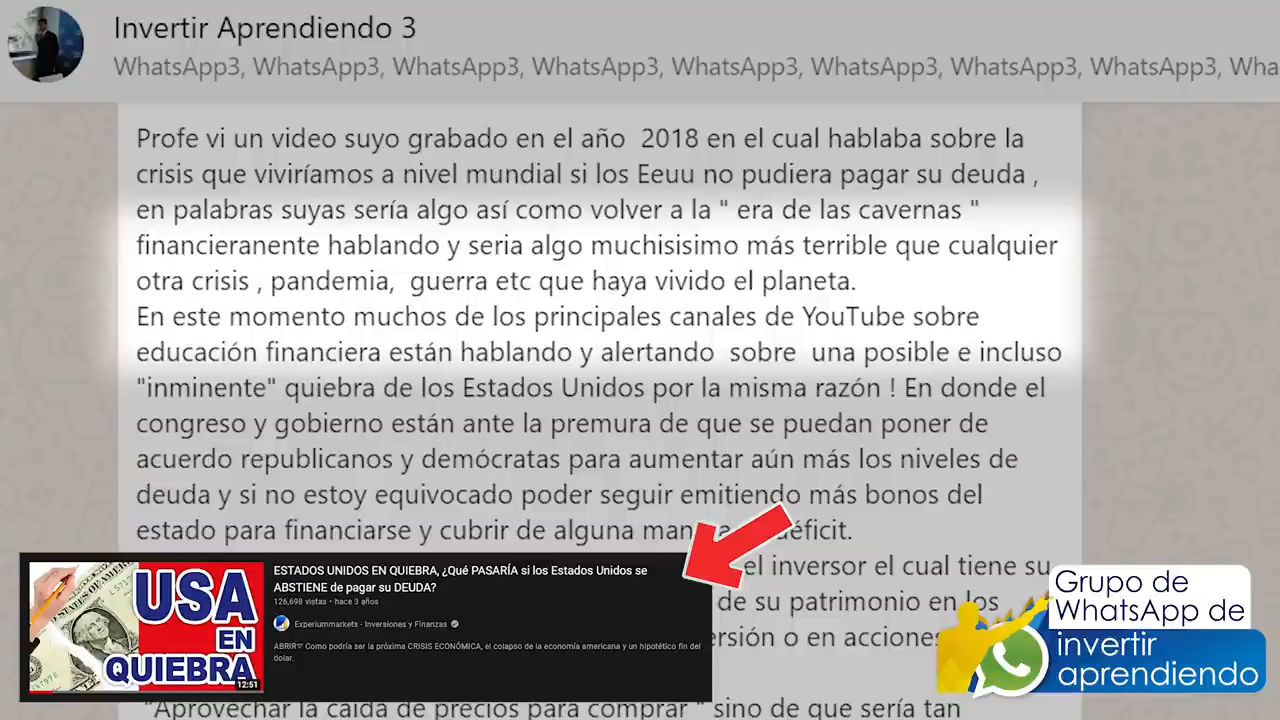 Invertir Aprendiendo 3
WhatsApp3, WhatsApp3, WhatsApp3, WhatsApp3, WhatsApp3, WhatsApp3, WhatsApp3, WhatsApp3, Wha
Profe vi un video suyo grabado en el año 2018 en el cual hablaba sobre la
crisis que viviríamos a nivel mundial si los Eeuu no pudiera pagar su deuda ,
en palabras suyas sería algo así como volver a la " era de las cavernas "
financieranente hablando y seria algo muchisisimo más terrible que cualquier
otra crisis , pandemia, guerra etc que haya vivido el planeta.
En este momento muchos de los principales canales de YouTube sobre
educación financiera están hablando y alertando sobre una posible e incluso
"inminente" quiebra de los Estados Unidos por la misma razón ! En donde el
congreso y gobierno están ante la premura de que se puedan poner de
acuerdo republicanos y demócratas para aumentar aún más los niveles de
deuda y si no estoy equivocado poder seguir emitiendo más bonos del
estado para financiarse y cubrir de alguna déficit.
el inversor el cual tiene su
de su patrimonio en los
o en acciones
"Aprovechar la caida de precios para comprar " sino de que sería tan
USA
EN
QUIEBRA
12:51
ESTADOS UNIDOS EN QUIEBRA, ¿Qué PASARÍA si los Estados Unidos se
ABSTIENE de pagar su DEUDA?
126,698 vistas • hace 3 años
Experiummarkets - Inversiones y Finanzas
ABRIR▽ Como podría ser la próxima CRISIS ECONÓMICA, el colapso de la economía americana y un hipotético fin del
dolar.
Grupo de
WhatsApp de
invertir
aprendiendo